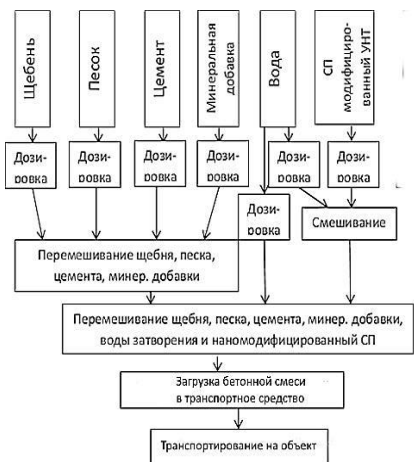 Щебень
Песок
Цемент
Минеральная
добавка
Вода
СП
модифициро-
ванный УНТ
Дози-
ровка
Дози-
ровка
Дози-
ровка
Дози-
ровка
Дози-
ровка
Дози-
ровка
Дози-
ровка
Смешивание
Перемешивание щебня, песка,
цемента, минер. добавки
Перемешивание щебня, песка, цемента, минер. добавки,
воды затворения и наномодифицированный СП
Загрузка бетонной смеси
в транспортное средство
Транспортирование на объект